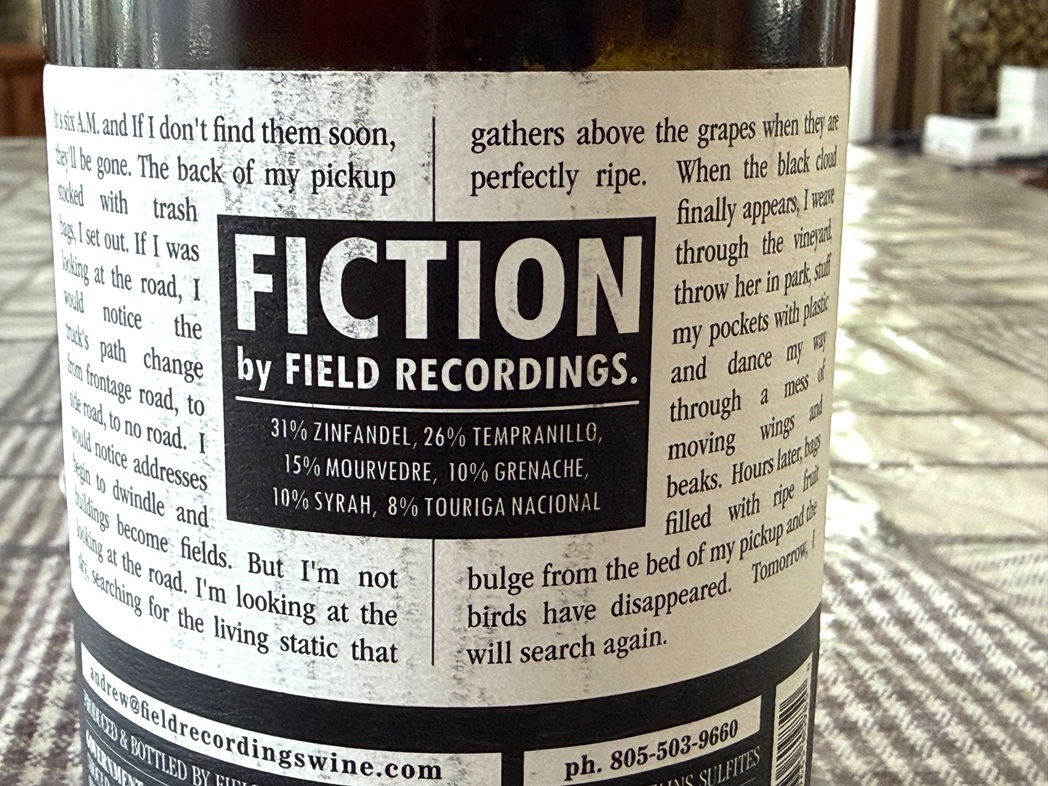 It's six A.M. and If I don't find them soon,
they'll be gone. The back of my pickup
stocked with trash
bags, I set out. If I was
looking at the road, I
would notice the
truck's path change
from frontage road, to
side road, to no road. I
would notice addresses
begin to dwindle and
buildings become fields. But I'm not
looking at the road. I'm looking at the
sky, searching for the living static that
gathers above the grapes when they are
perfectly ripe. When the black cloud
finally appears, I weave
through the vineyard,
throw her in park, stuff
my pockets with plastic
and dance my way
through a mess of
moving wings and
beaks. Hours later, bags
filled with ripe fruit
bulge from the bed of my pickup and the
birds have disappeared. Tomorrow, I
will search again.
FICTION
by FIELD RECORDINGS.
31% ZINFANDEL, 26% TEMPRANILLO,
15% MOURVEDRE, 10% GRENACHE,
10% SYRAH, 8% TOURIGA NACIONAL
andrew@fieldrecordingswine.com
ph. 805-503-9660
PRODUCED & BOTTLED BY
SULFITES
GOVERNMENT